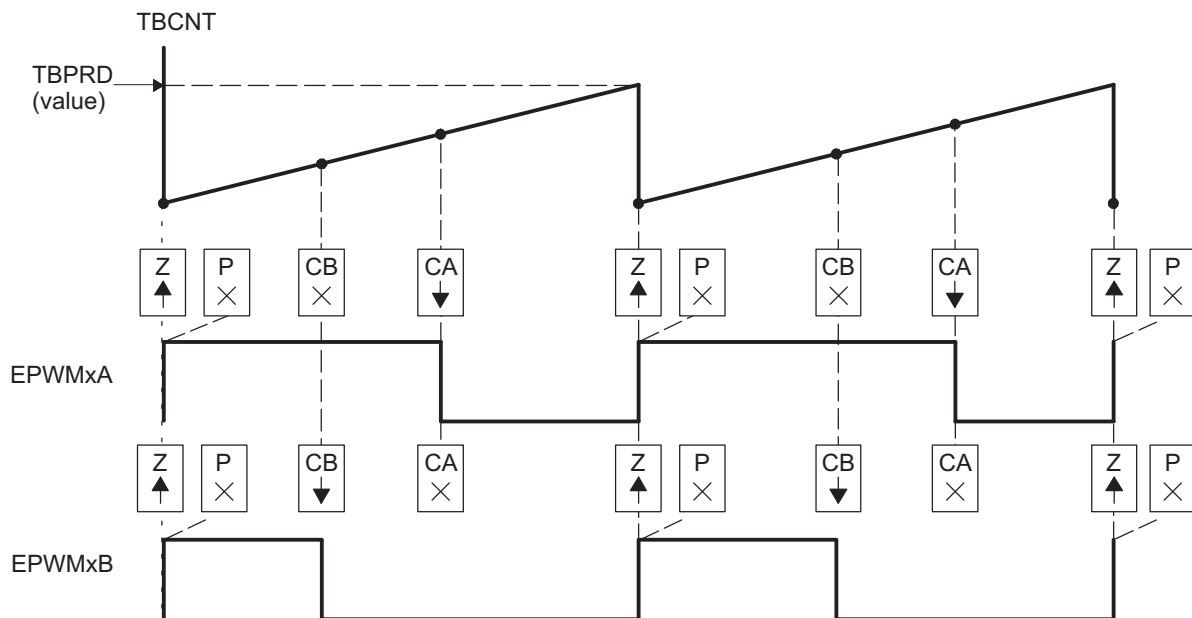 TBCNT
TBPRD
(value)
Z P CB CA Z P CB CA Z P
EPWMxA
Z P CB CA Z P CB CA Z P
EPWMxB